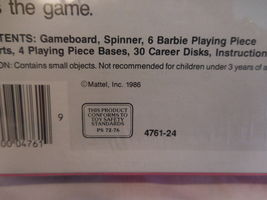 s the game.
TENTS: Gameboard, Spinner, 6 Barbie Playing Piece
rts, 4 Playing Piece Bases, 30 Career Disks, Instruction
ON: Contains small objects. Not recommended for children under 3 years of a
©Mattel, Inc. 1986
THIS PRODUCT
CONFORMS TO
TOY SAFETY
STANDARDS
PS 72-76
9
00"04761
4761-24